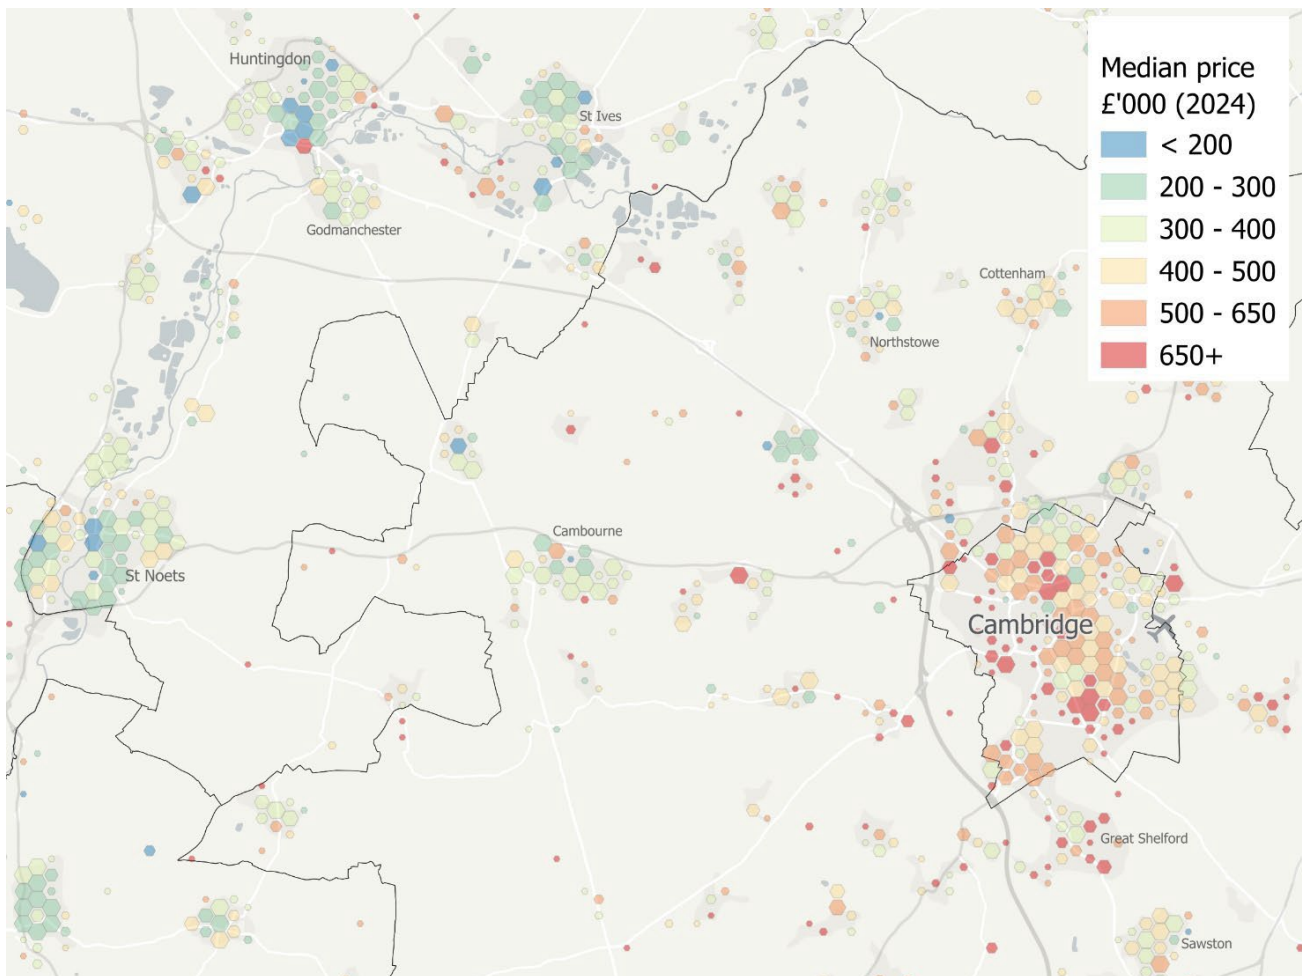 Median price
£'000 (2024)
< 200
200 - 300
300 - 400
400 - 500
500 - 650
650+
Huntingdon
St Ives
Godmanchester
Cottenham
Northstowe
Cambourne
St Noets
Cambridge
Great Shelford
Sawston